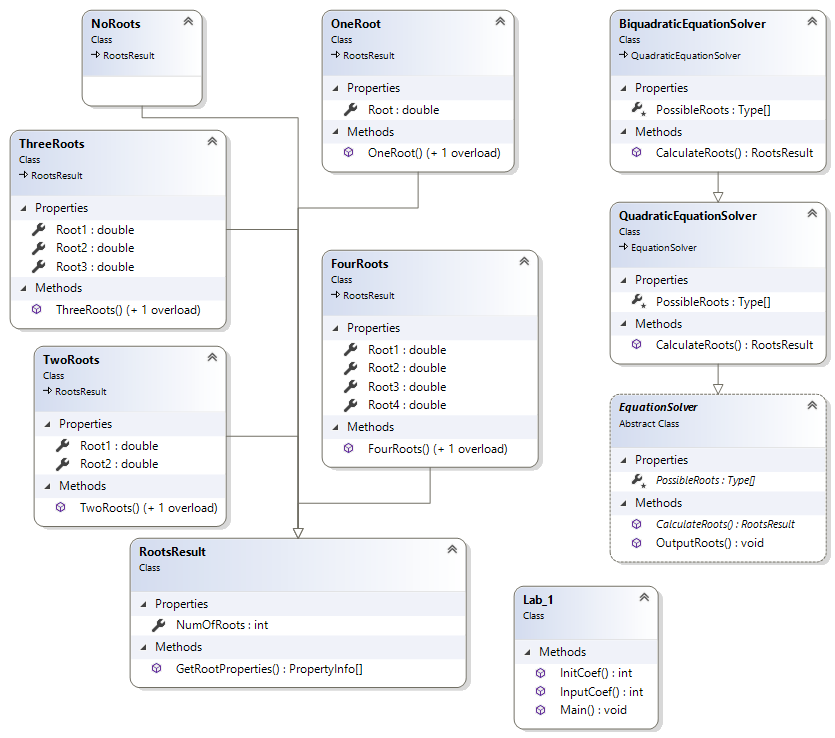 NoRoots
Class
RootsResult
OneRoot
Class
RootsResult
Properties
Root : double
Methods
OneRoot() (+ 1 overload)
BiquadraticEquationSolver
Class
QuadraticEquationSolver
Properties
PossibleRoots : Type[]
Methods
CalculateRoots() : RootsResult
ThreeRoots
Class
RootsResult
Properties
Root1 : double
Root2 : double
Root3 : double
Methods
ThreeRoots() (+ 1 overload)
QuadraticEquationSolver
Class
EquationSolver
Properties
PossibleRoots : Type[]
Methods
CalculateRoots() : RootsResult
FourRoots
Class
RootsResult
Properties
Root1 : double
Root2 : double
Root3 : double
Root4 : double
Methods
FourRoots() (+ 1 overload)
TwoRoots
Class
RootsResult
Properties
Root1 : double
Root2 : double
Methods
TwoRoots() (+ 1 overload)
EquationSolver
Abstract Class
Properties
PossibleRoots : Type[]
Methods
CalculateRoots() : RootsResult
OutputRoots() : void
RootsResult
Class
Properties
NumOfRoots : int
Methods
GetRootProperties() : PropertyInfo[]
Lab_1
Class
Methods
InitCoef() : int
InputCoef() : int
Main() : void